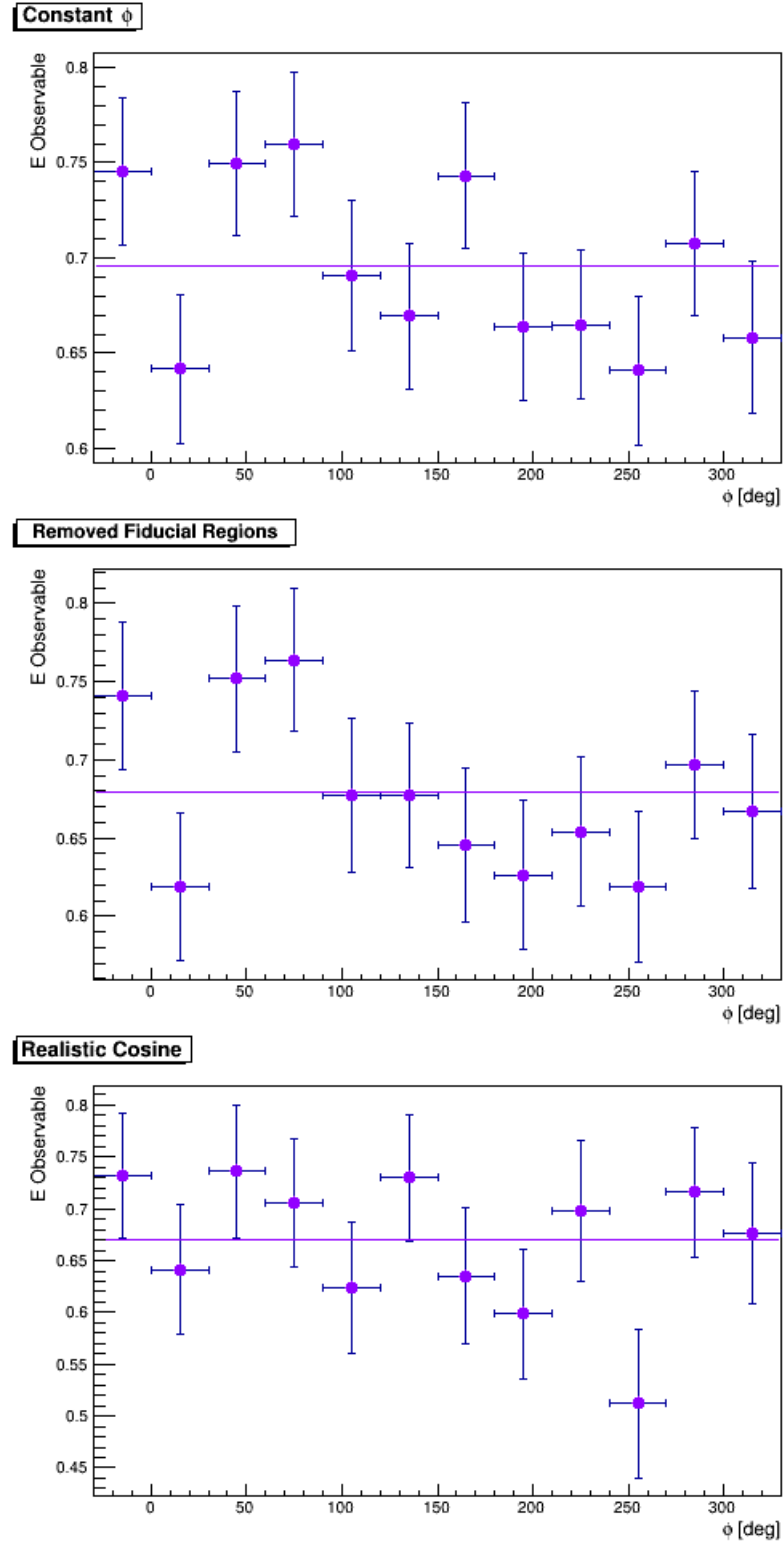 Constant ϕ
E Observable
0.8
0.75
0.7
0.65
0.6
0 50 100 150 200 250 300
ϕ [deg]
Removed Fiducial Regions
E Observable
0.8
0.75
0.7
0.65
0.6
0 50 100 150 200 250 300
ϕ [deg]
Realistic Cosine
E Observable
0.8
0.75
0.7
0.65
0.6
0.55
0.5
0.45
0 50 100 150 200 250 300
ϕ [deg]